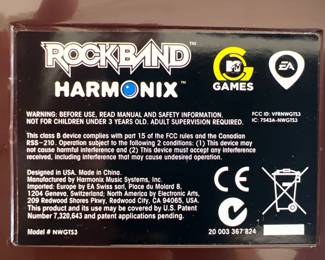 ROCKBAND™
HARMONIX™
MTV
G
GAMES
EA
WARNING: BEFORE USE, READ MANUAL AND SAFETY INFORMATION.
NOT FOR CHILDREN UNDER 3 YEARS OLD. ADULT SUPERVISION REQUIRED.
FCC ID: VFRNWGTS3
IC: 7543A-NWGTS3
This class B device complies with part 15 of the FCC rules and the Canadian
RSS-210. Operation subject to the following 2 conditions: (1) This device may
not cause harmful interference and (2) This device must accept any interference
received, including interference that may cause undesired operation.
Designed in USA. Made in China.
Manufactured by Harmonix Music Systems, Inc.
Imported: Europe by EA Swiss sarl, Place du Molard 8,
1204 Geneva, Switzerland; North America by Electronic Arts,
209 Redwood Shores Pkwy, Redwood City, CA 94065, USA.
This product and its use may be covered by U.S. Patent
Number 7,320,643 and patent applications pending.
Model # NWGTS3
CE
20 003 367 824